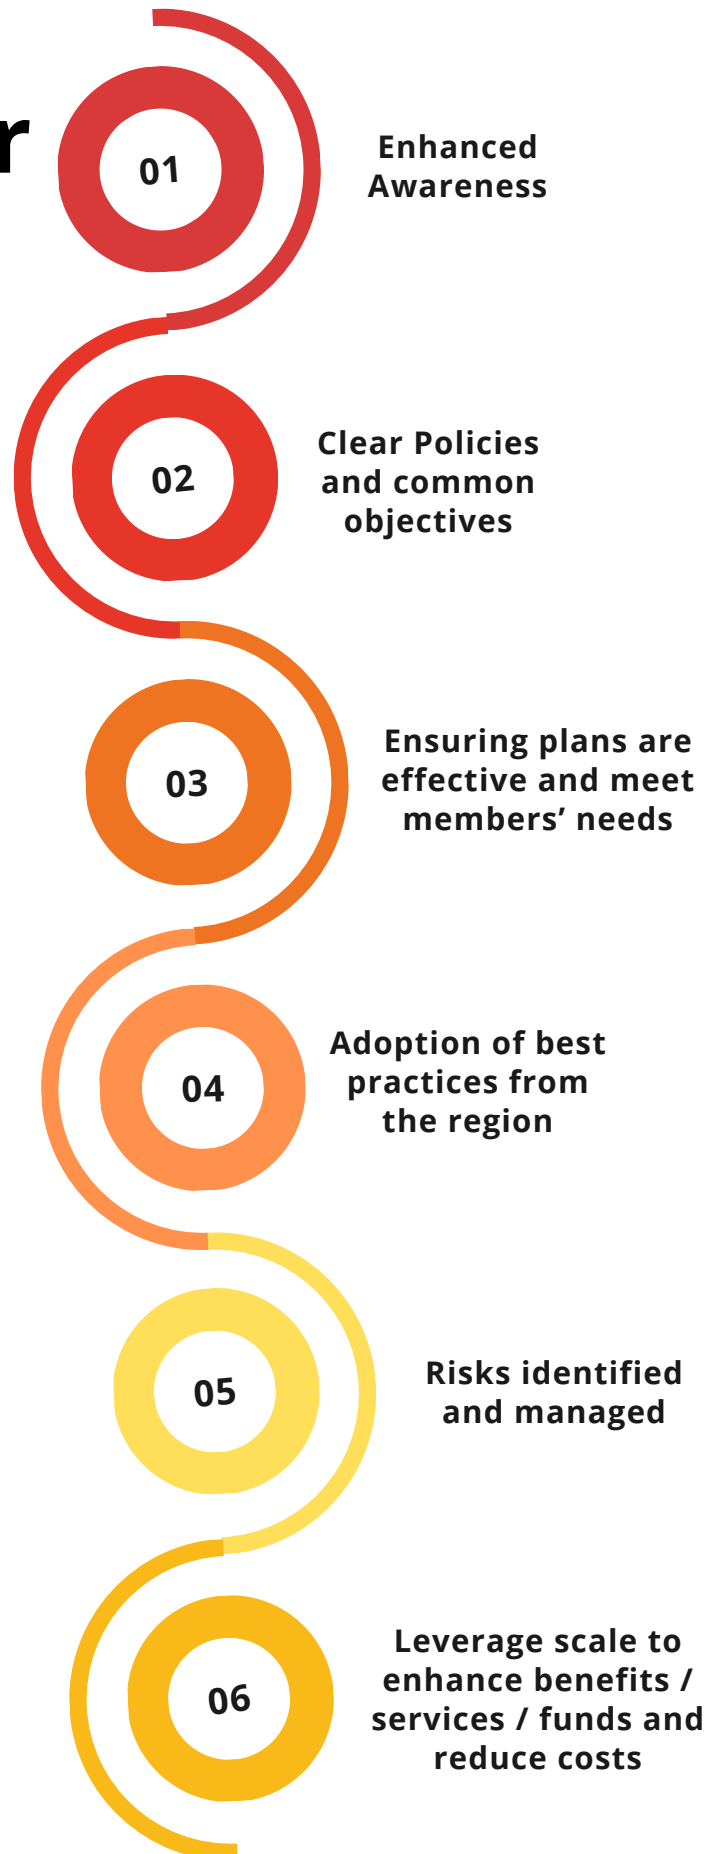 r
01
Enhanced
Awareness
02
Clear Policies
and common
objectives
03
Ensuring plans are
effective and meet
members’ needs
04
Adoption of best
practices from
the region
05
Risks identified
and managed
06
Leverage scale to
enhance benefits /
services / funds and
reduce costs